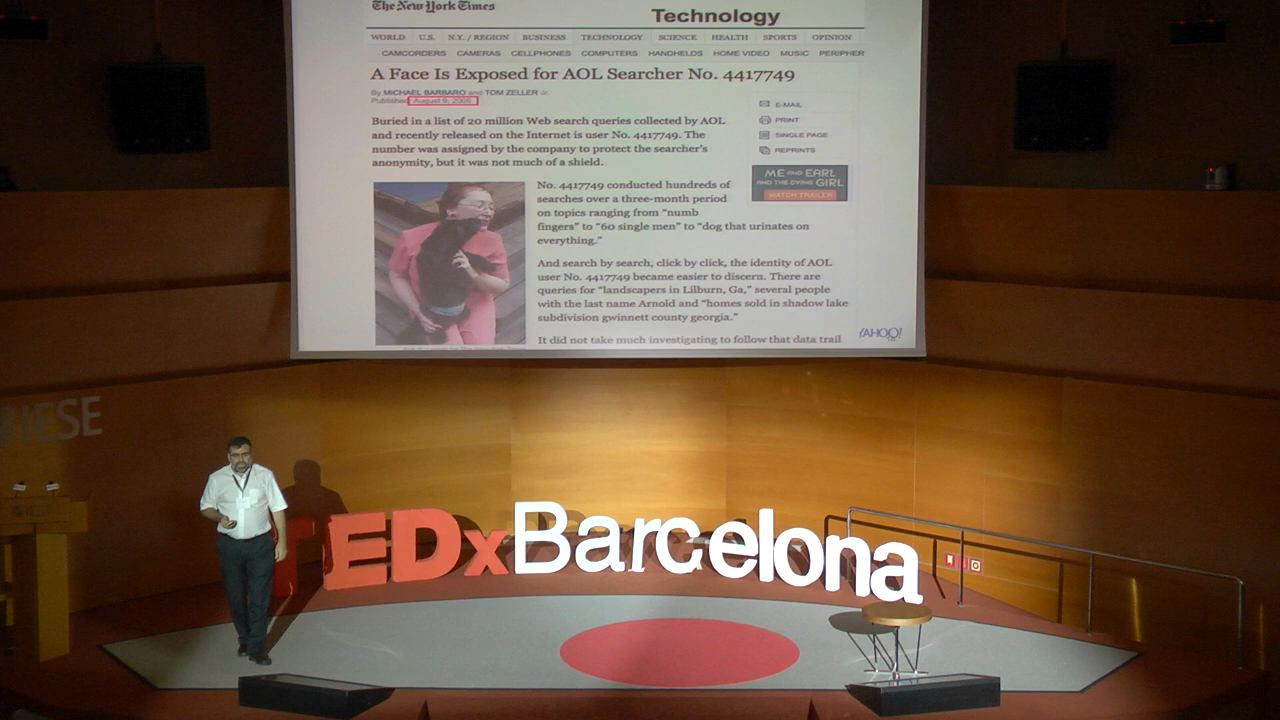 The New York Times
Technology
WORLD U.S. N.Y. / REGION BUSINESS TECHNOLOGY SCIENCE HEALTH SPORTS OPINION
CAMCORDERS CAMERAS CELLPHONES COMPUTERS HANDHELDS HOME VIDEO MUSIC PERIPHER
A Face Is Exposed for AOL Searcher No. 4417749
By MICHAEL BARBARO and TOM ZELLER Jr.
Published August 9, 2006
Buried in a list of 20 million Web search queries collected by AOL
and recently released on the Internet is user No. 4417749. The
number was assigned by the company to protect the searcher's
anonymity, but it was not much of a shield.
E-MAIL
PRINT
SINGLE PAGE
REPRINTS
ME AND EARL
AND THE DYING GIRL
WATCH TRAILER
No. 4417749 conducted hundreds of
searches over a three-month period
on topics ranging from "numb
fingers" to "60 single men" to "dog that urinates on
everything."
And search by search, click by click, the identity of AOL
user No. 4417749 became easier to discern. There are
queries for "landscapers in Lilburn, Ga," several people
with the last name Arnold and "homes sold in shadow lake
subdivision gwinnett county georgia."
It did not take much investigating to follow that data trail
YAHOO!
IESE
TEDxBarcelona